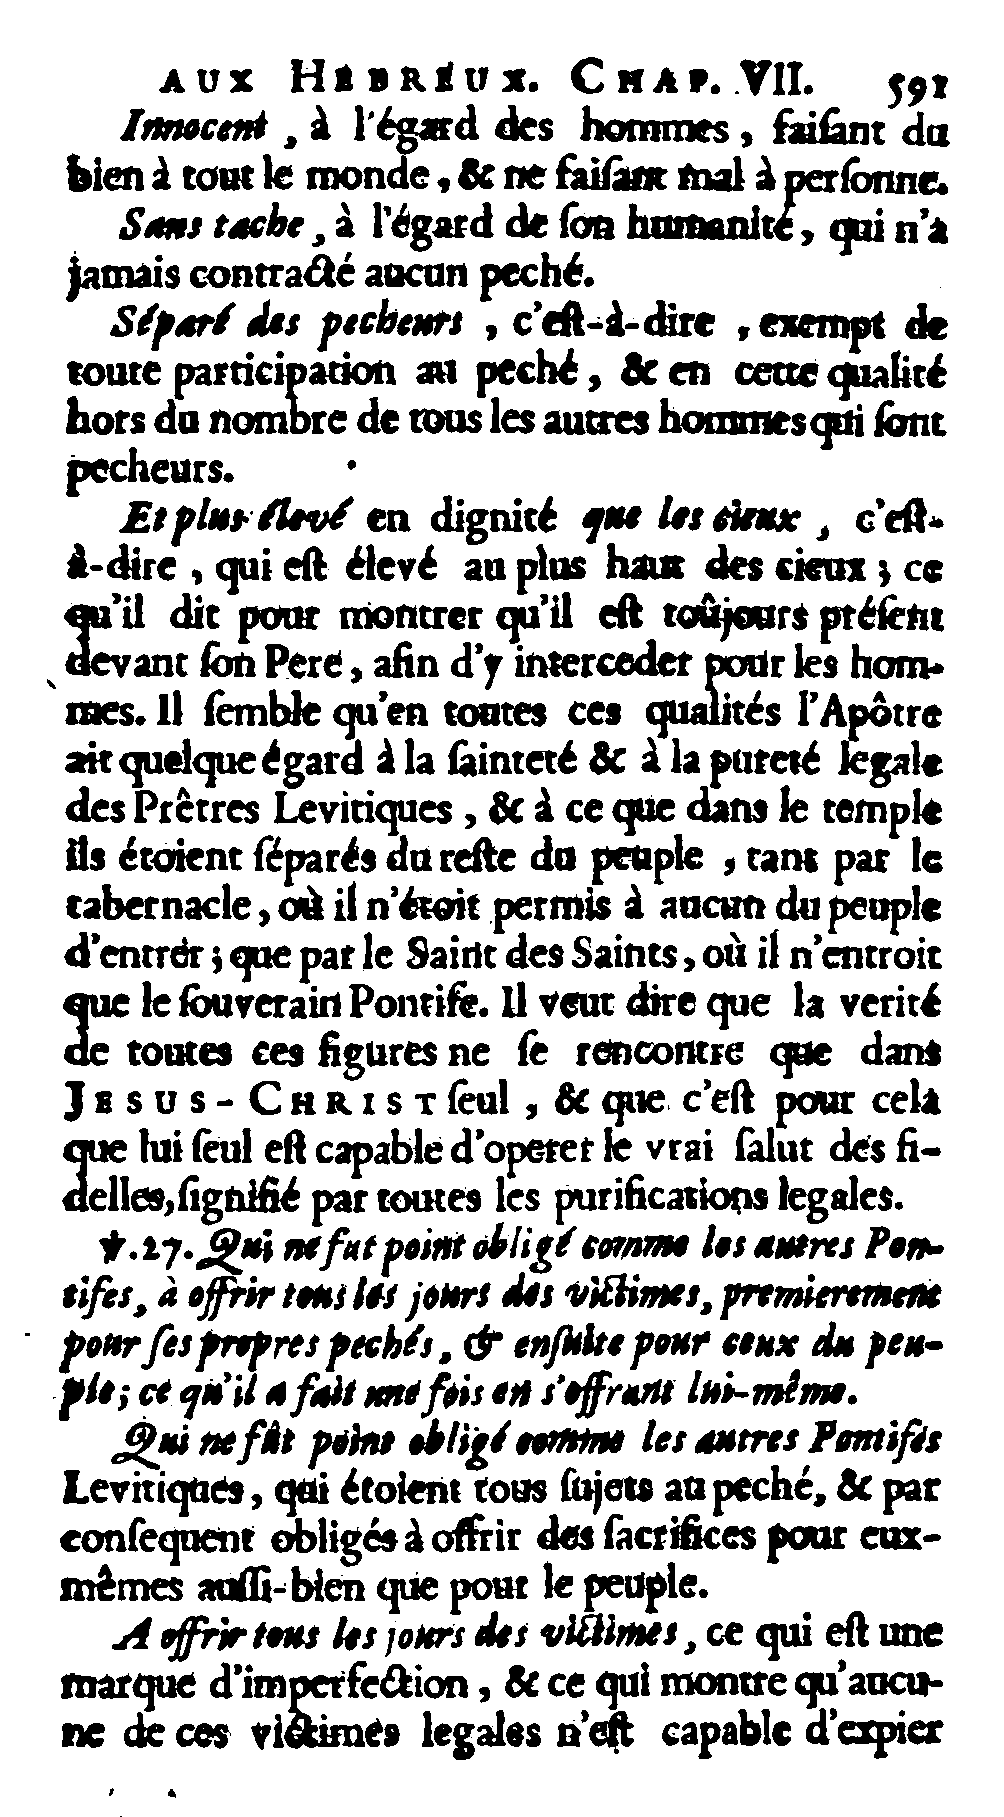 AUX HEBREUX. CHAP. VII. 591
Innocent, à l'égard des hommes, faiſant du
bien à tout le monde, & ne faiſant mal à perſonne.
Sans tache, à l'égard de ſon humanité, qui n'a
jamais contracté aucun peché.
Séparé des pecheurs, c'eſt-à-dire, exempt de
toute participation au peché, & en cette qualité
hors du nombre de tous les autres hommes qui ſont
pecheurs.
Et plus élevé en dignité que les cieux, c'eſt-
à-dire, qui eſt élevé au plus haut des cieux; ce
qu'il dit pour montrer qu'il eſt toûjours préſent
devant ſon Pere, afin d'y interceder pour les hom-
mes. Il ſemble qu'en toutes ces qualités l'Apôtre
ait quelque égard à la ſainteté & à la pureté legale
des Prêtres Levitiques, & à ce que dans le temple
ils étoient ſéparés du reſte du peuple, tant par le
tabernacle, où il n'étoit permis à aucun du peuple
d'entrer; que par le Saint des Saints, où il n'entroit
que le ſouverain Pontife. Il veut dire que la verité
de toutes ces figures ne ſe rencontre que dans
JESUS-CHRIST ſeul, & que c'eſt pour cela
que lui ſeul eſt capable d'operer le vrai ſalut des fi-
delles, ſignifié par toutes les purifications legales.
℣.27. Qui ne fut point obligé comme les autres Pon-
tifes, à offrir tous les jours des victimes, premierement
pour ſes propres pechés, & enſuite pour ceux du peu-
ple; ce qu'il a fait une fois en s'offrant lui-même.
Qui ne fût point obligé comme les autres Pontifes
Levitiques, qui étoient tous ſujets au peché, & par
conſequent obligés à offrir des ſacrifices pour eux-
mêmes auſſi-bien que pour le peuple.
A offrir tous les jours des victimes, ce qui eſt une
marque d'imperfection, & ce qui montre qu'aucu-
ne de ces victimes legales n'eſt capable d'expier